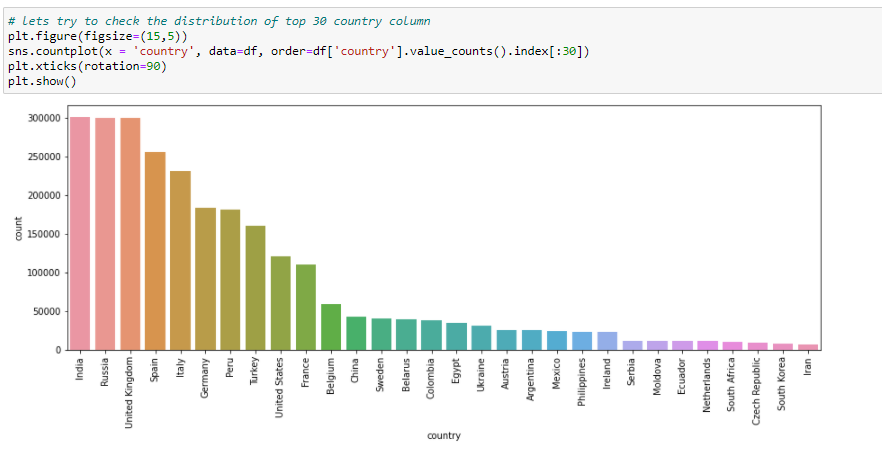 # lets try to check the distribution of top 30 country column
plt.figure(figsize=(15,5))
sns.countplot(x = 'country', data=df, order=df['country'].value_counts().index[:30])
plt.xticks(rotation=90)
plt.show()
300000
250000
200000
150000
100000
50000
0
count
India
Russia
United Kingdom
Spain
Italy
Germany
Peru
Turkey
United States
France
Belgium
China
Sweden
Belarus
Colombia
Egypt
Ukraine
Austria
Argentina
Mexico
Philippines
Ireland
Serbia
Moldova
Ecuador
Netherlands
South Africa
Czech Republic
South Korea
Iran
country